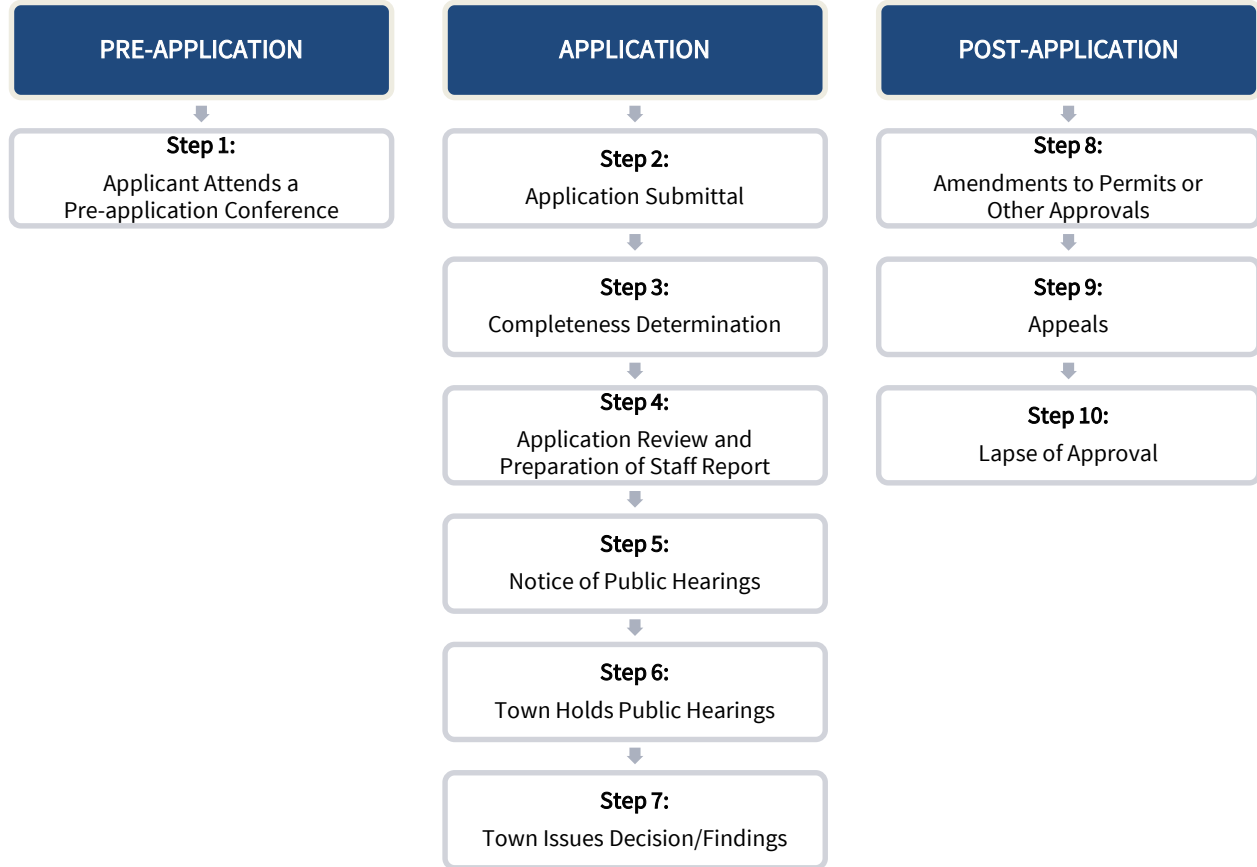 PRE-APPLICATION
Step 1:
Applicant Attends a
Pre-application Conference
APPLICATION
Step 2:
Application Submittal
Step 3:
Completeness Determination
Step 4:
Application Review and
Preparation of Staff Report
Step 5:
Notice of Public Hearings
Step 6:
Town Holds Public Hearings
Step 7:
Town Issues Decision/Findings
POST-APPLICATION
Step 8:
Amendments to Permits or
Other Approvals
Step 9:
Appeals
Step 10:
Lapse of Approval